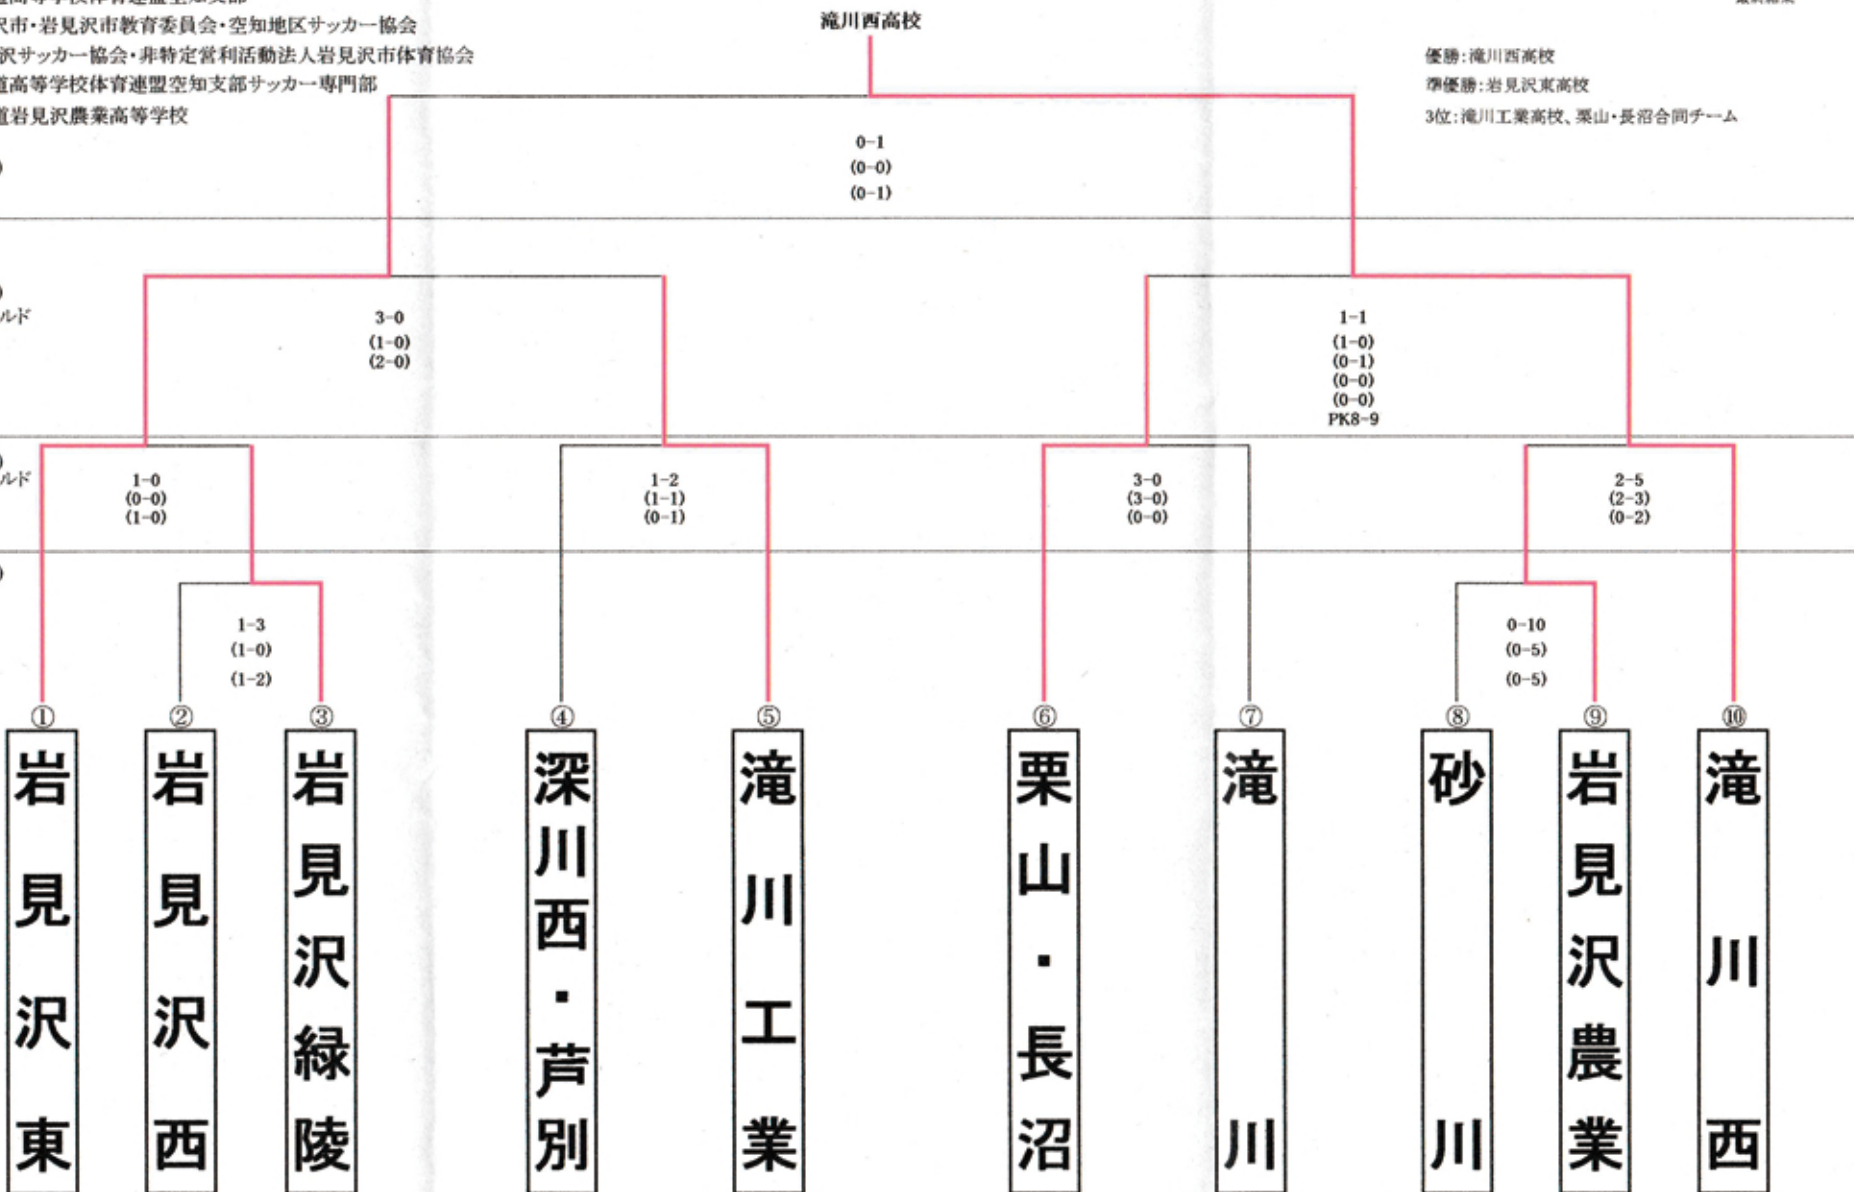 沢市・岩見沢市教育委員会・空知地区サッカー協会
沢サッカー協会・非特定営利活動法人岩見沢市体育協会
道高等学校体育連盟空知支部サッカー専門部
道岩見沢農業高等学校
滝川西高校
優勝:滝川西高校
準優勝:岩見沢東高校
3位:滝川工業高校、栗山・長沼合同チーム
0-1
(0-0)
(0-1)
ルド
3-0
(1-0)
(2-0)
1-1
(1-0)
(0-1)
(0-0)
(0-0)
PK8-9
ルド
1-0
(0-0)
(1-0)
1-2
(1-1)
(0-1)
3-0
(3-0)
(0-0)
2-5
(2-3)
(0-2)
1-3
(1-0)
(1-2)
0-10
(0-5)
(0-5)
①
岩見沢東
②
岩見沢西
③
岩見沢緑陵
④
深川西・芦別
⑤
滝川工業
⑥
栗山・長沼
⑦
滝川
⑧
砂川
⑨
岩見沢農業
⑩
滝川西